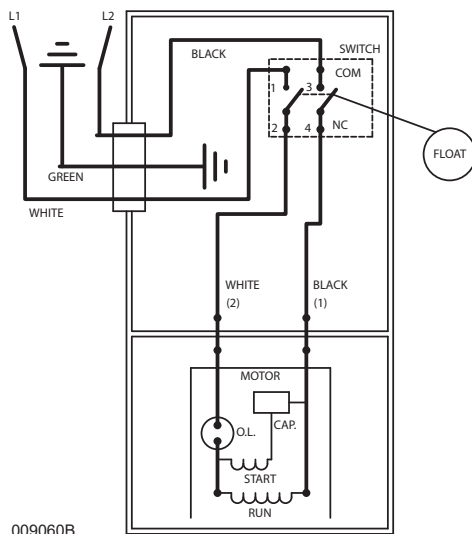 L1
L2
BLACK
SWITCH
COM
1
3
2
4
NC
FLOAT
GREEN
WHITE
WHITE
(2)
BLACK
(1)
MOTOR
CAP.
O.L.
START
RUN
009060B